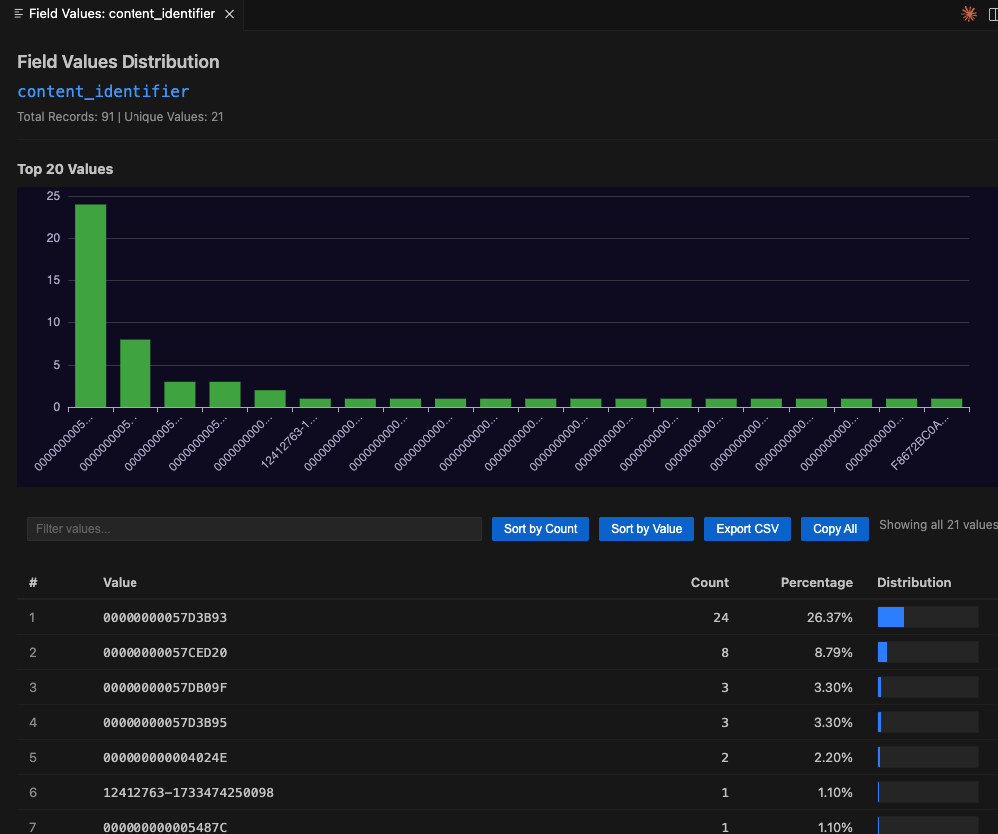 Field Values: content_identifier
Field Values Distribution
content_identifier
Total Records: 91 | Unique Values: 21
Top 20 Values
25
20
15
10
5
0
0000000005...
0000000005...
0000000005...
0000000005...
0000000000...
12412763-1...
0000000000...
0000000000...
0000000000...
0000000000...
0000000000...
0000000000...
0000000000...
0000000000...
0000000000...
0000000000...
0000000000...
0000000000...
0000000000...
F8672BC0A...
Filter values...
Sort by Count
Sort by Value
Export CSV
Copy All
Showing all 21 values
# Value Count Percentage Distribution
1 00000000057D3B93 24 26.37%
2 00000000057CED20 8 8.79%
3 00000000057DB09F 3 3.30%
4 00000000057D3B95 3 3.30%
5 000000000004024E 2 2.20%
6 12412763-1733474250098 1 1.10%
7 000000000005487C 1 1.10%